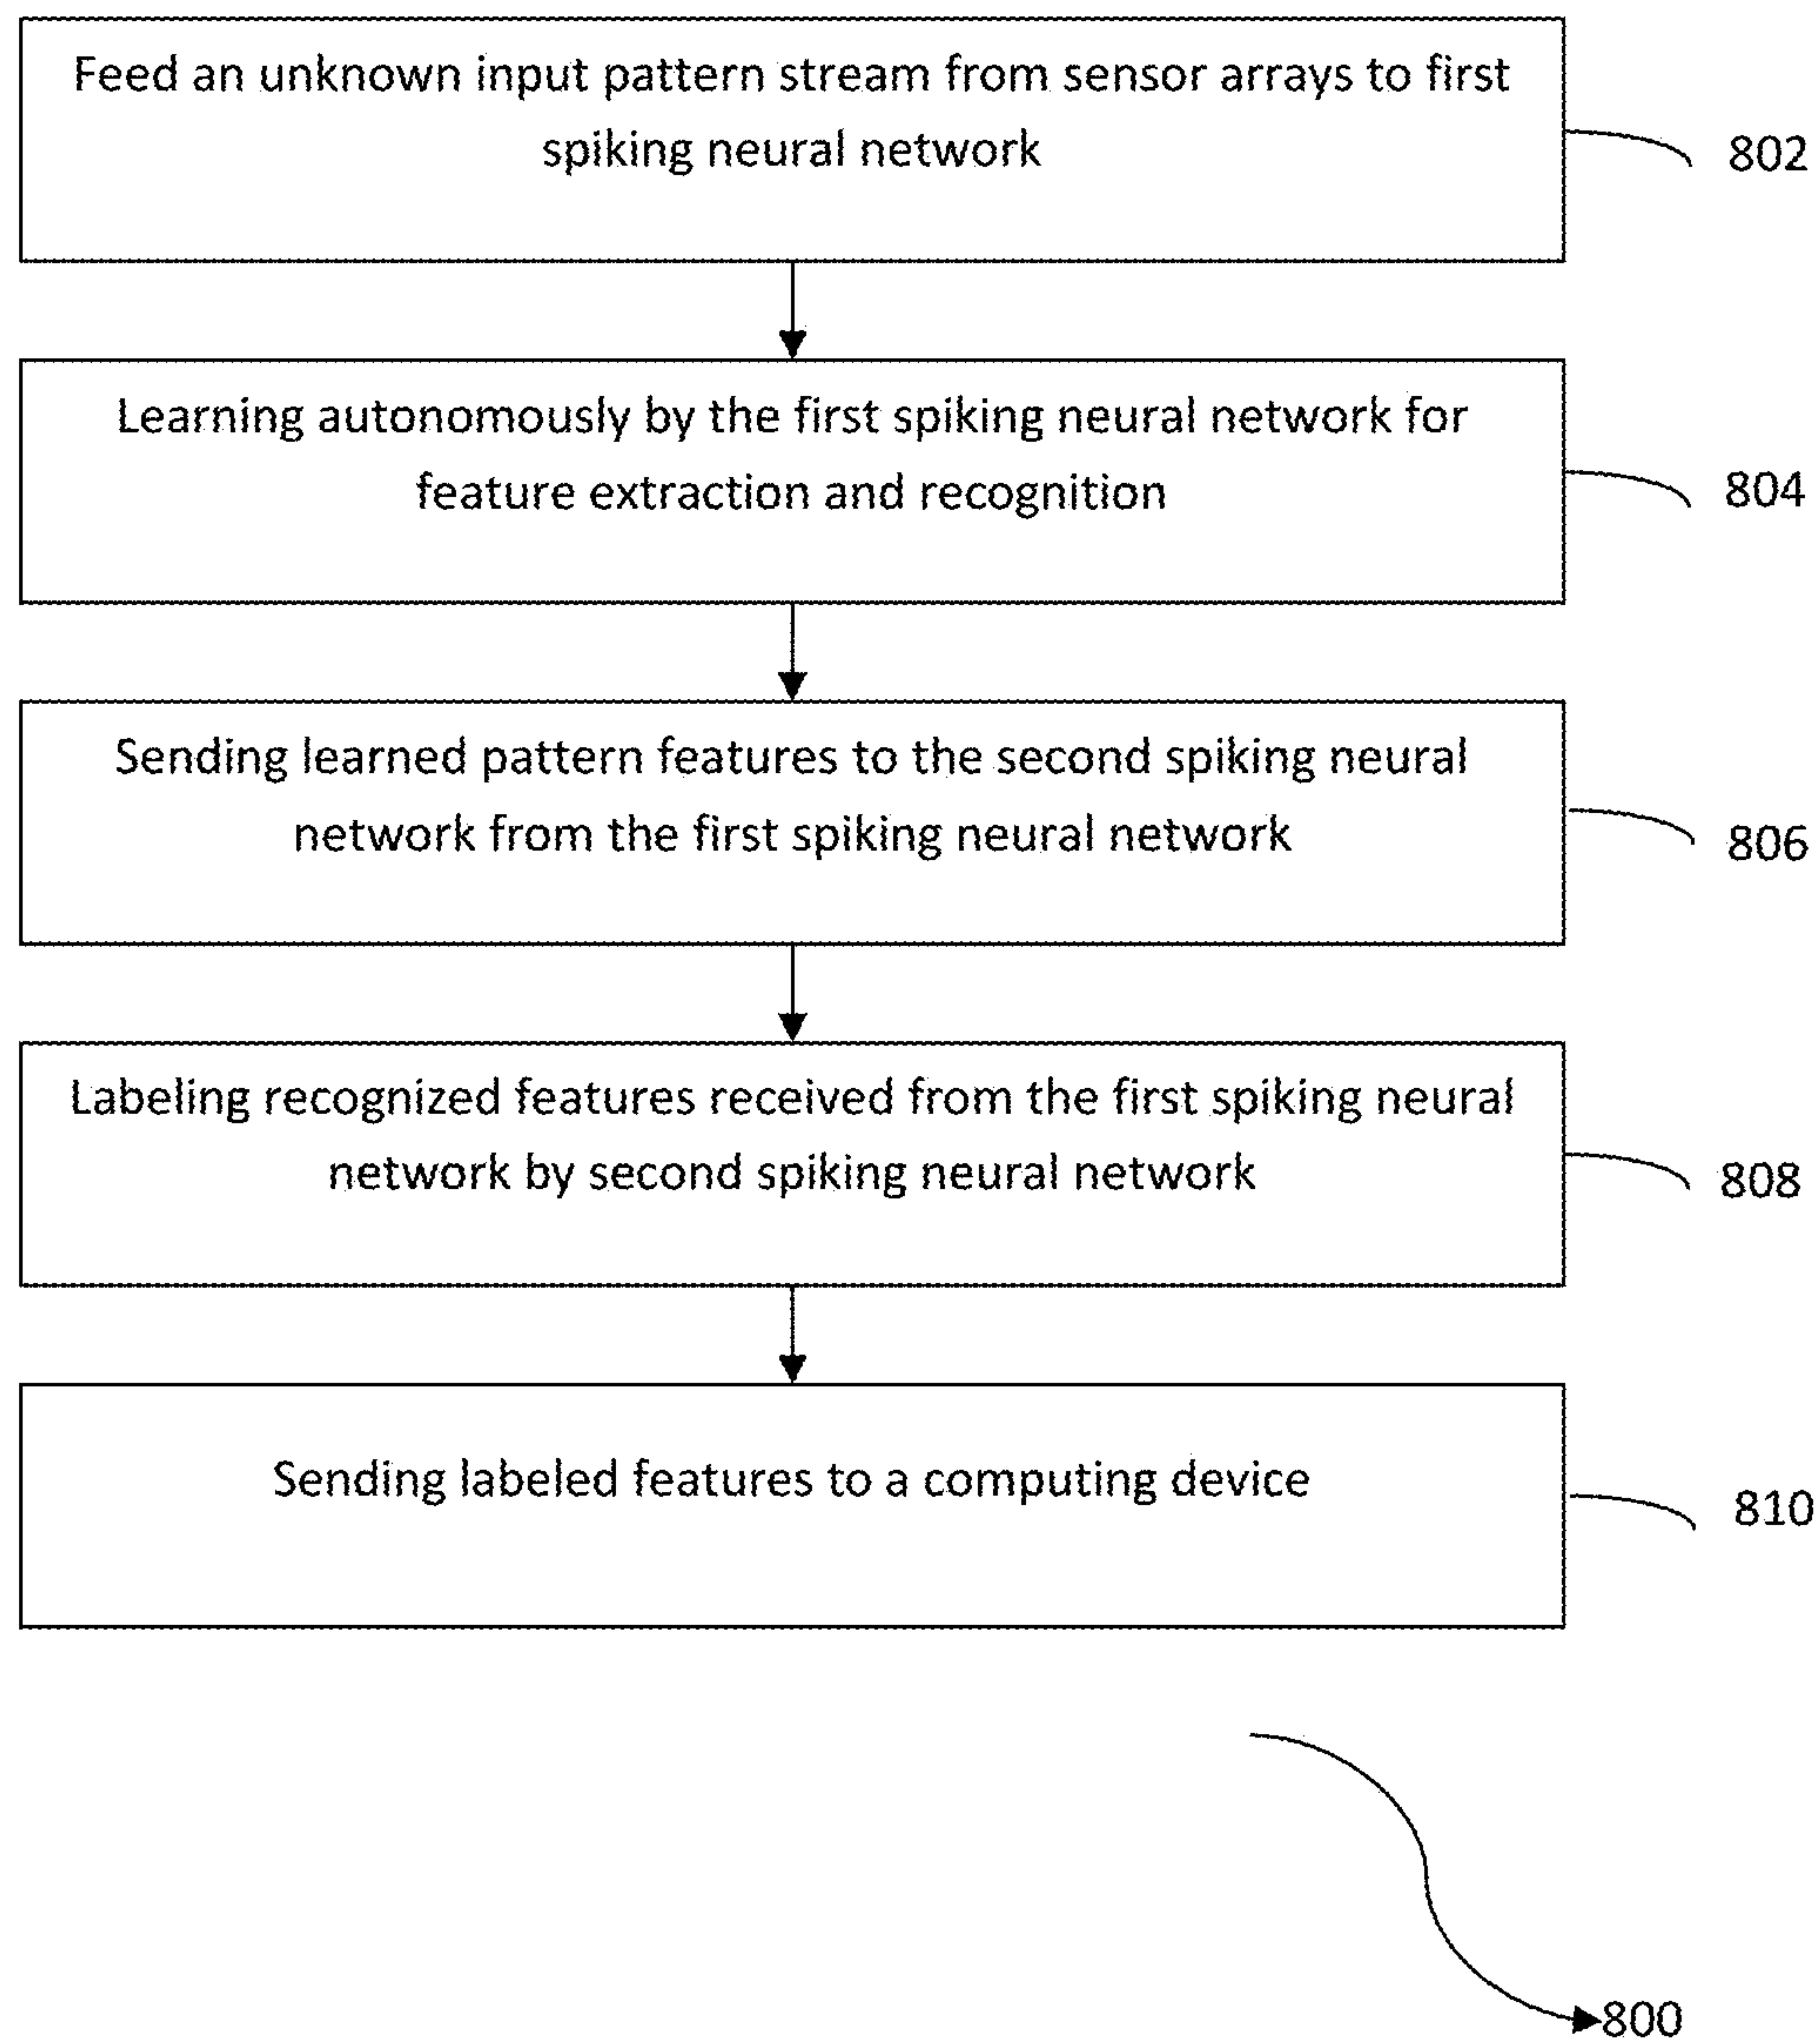 Feed an unknown input pattern stream from sensor arrays to first
spiking neural network
802
Learning autonomously by the first spiking neural network for
feature extraction and recognition
804
Sending learned pattern features to the second spiking neural
network from the first spiking neural network
806
Labeling recognized features received from the first spiking neural
network by second spiking neural network
808
Sending labeled features to a computing device
810
800